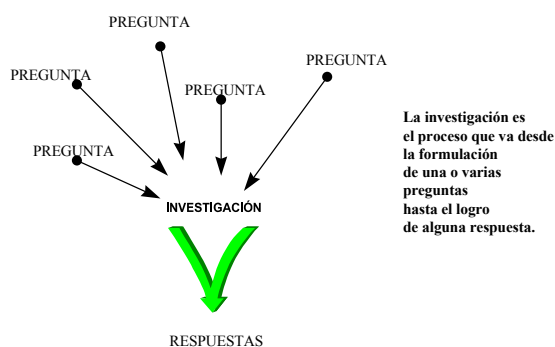 PREGUNTA
PREGUNTA
PREGUNTA
PREGUNTA
PREGUNTA
INVESTIGACIÓN
RESPUESTAS
La investigación es
el proceso que va desde
la formulación
de una o varias
preguntas
hasta el logro
de alguna respuesta.